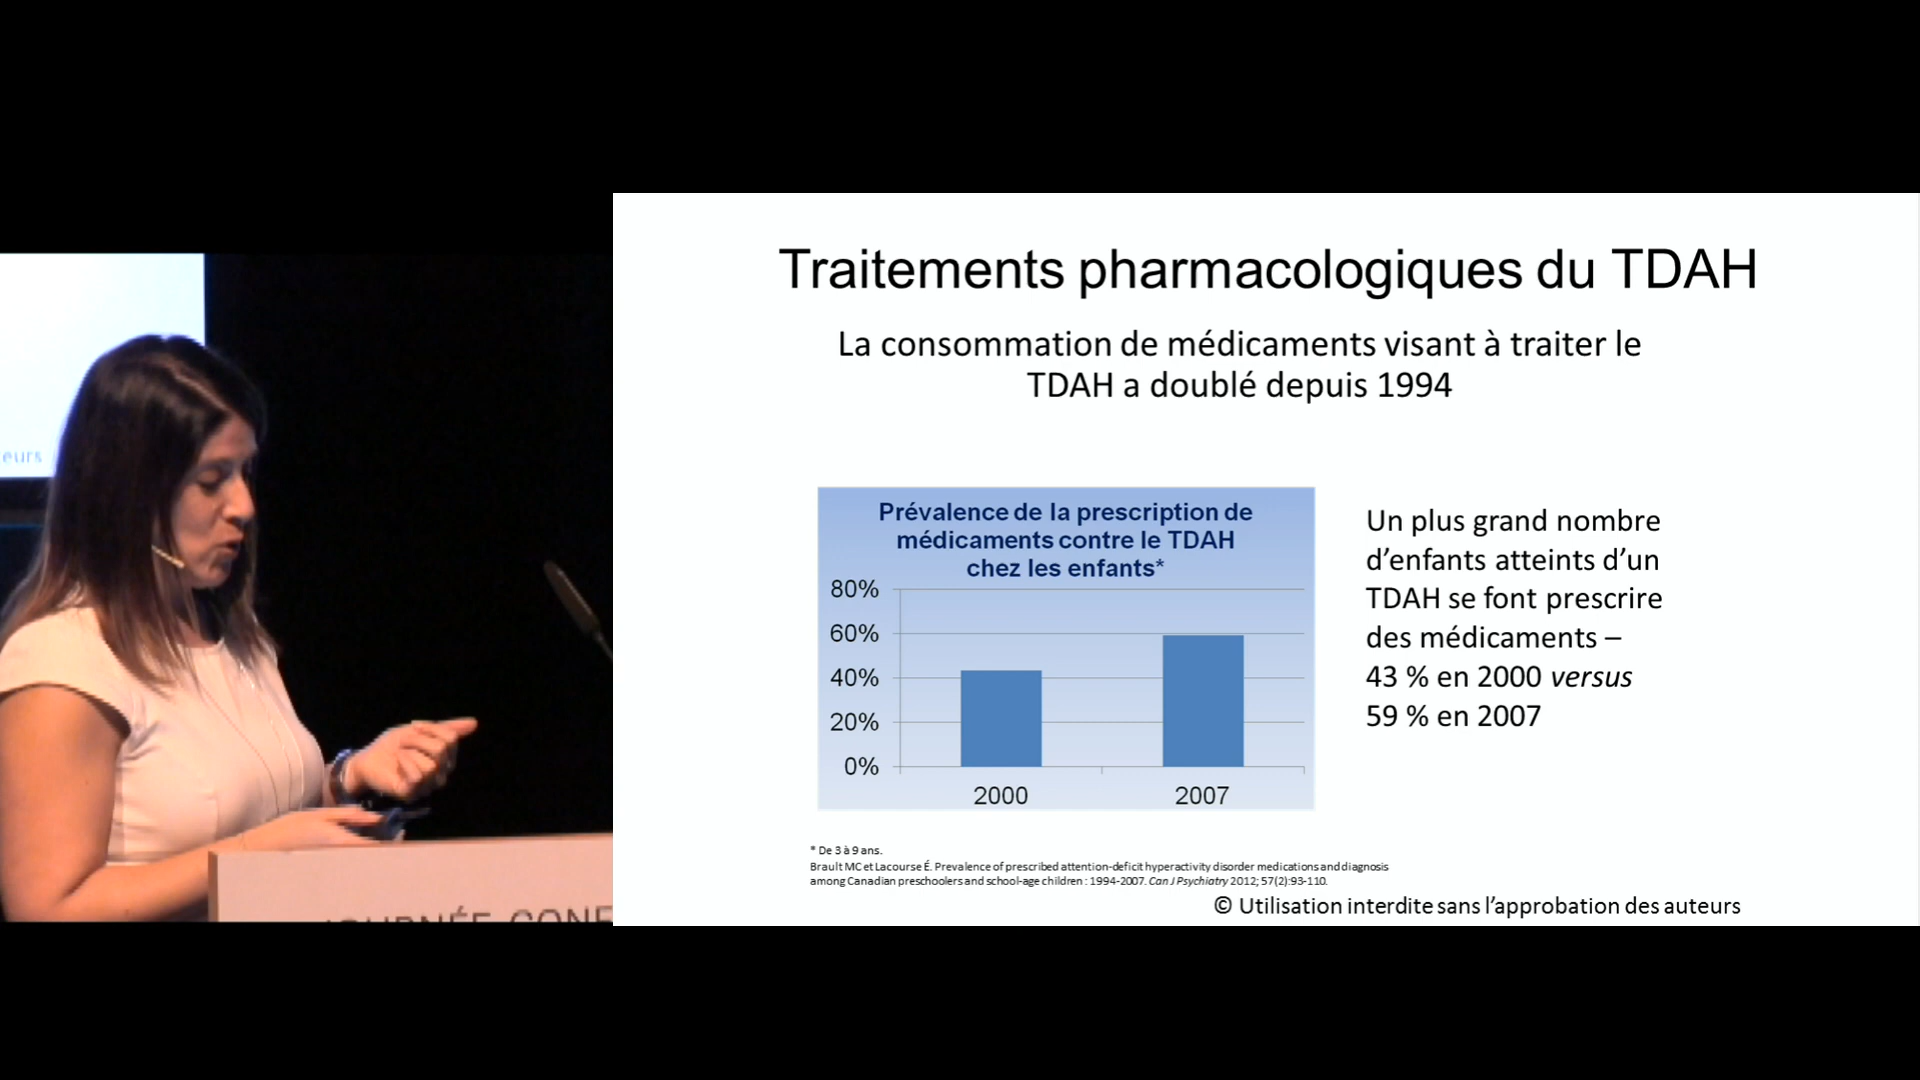 Traitements pharmacologiques du TDAH
La consommation de médicaments visant à traiter le
TDAH a doublé depuis 1994
Prévalence de la prescription de
médicaments contre le TDAH
chez les enfants*
80%
60%
40%
20%
0%
2000
2007
Un plus grand nombre
d’enfants atteints d’un
TDAH se font prescrire
des médicaments –
43 % en 2000 versus
59 % en 2007
* De 3 à 9 ans.
Brault MC et Lacourse É. Prevalence of prescribed attention-deficit hyperactivity disorder medications and diagnosis
among Canadian preschoolers and school-age children : 1994-2007. Can J Psychiatry 2012; 57(2):93-110.
© Utilisation interdite sans l’approbation des auteurs
eurs
JOURNÉE CONF